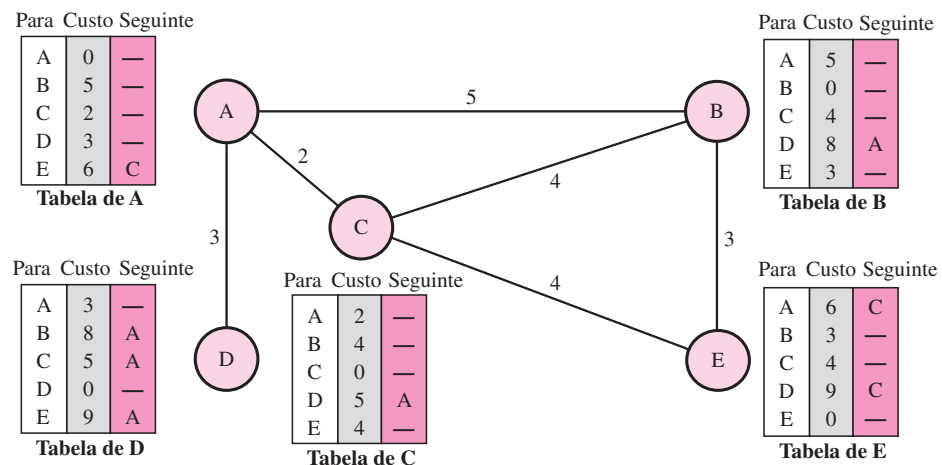 Para Custo Seguinte
A 0 —
B 5 —
C 2 —
D 3 —
E 6 C
Tabela de A
Para Custo Seguinte
A 5 —
B 0 —
C 4 —
D 8 A
E 3 —
Tabela de B
A
5
B
2
4
C
3
3
4
D
E
Para Custo Seguinte
A 3 —
B 8 A
C 5 A
D 0 —
E 9 A
Tabela de D
Para Custo Seguinte
A 2 —
B 4 —
C 0 —
D 5 A
E 4 —
Tabela de C
Para Custo Seguinte
A 6 C
B 3 —
C 4 —
D 9 C
E 0 —
Tabela de E